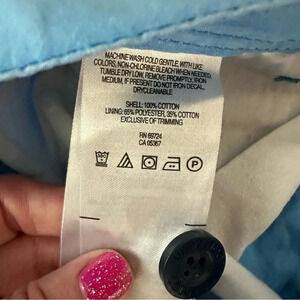 MACHINE WASH COLD GENTLE, WITH LIKE
COLORS, NON-CHLORINE BLEACH WHEN NEEDED,
TUMBLE DRY LOW, REMOVE PROMPTLY, IRON
MEDIUM, IF PRESENT DO NOT IRON DECAL,
DRYCLEANABLE
SHELL: 100% COTTON
LINING: 65% POLYESTER, 35% COTTON
EXCLUSIVE OF TRIMMING
RN 69724
CA 05367
P